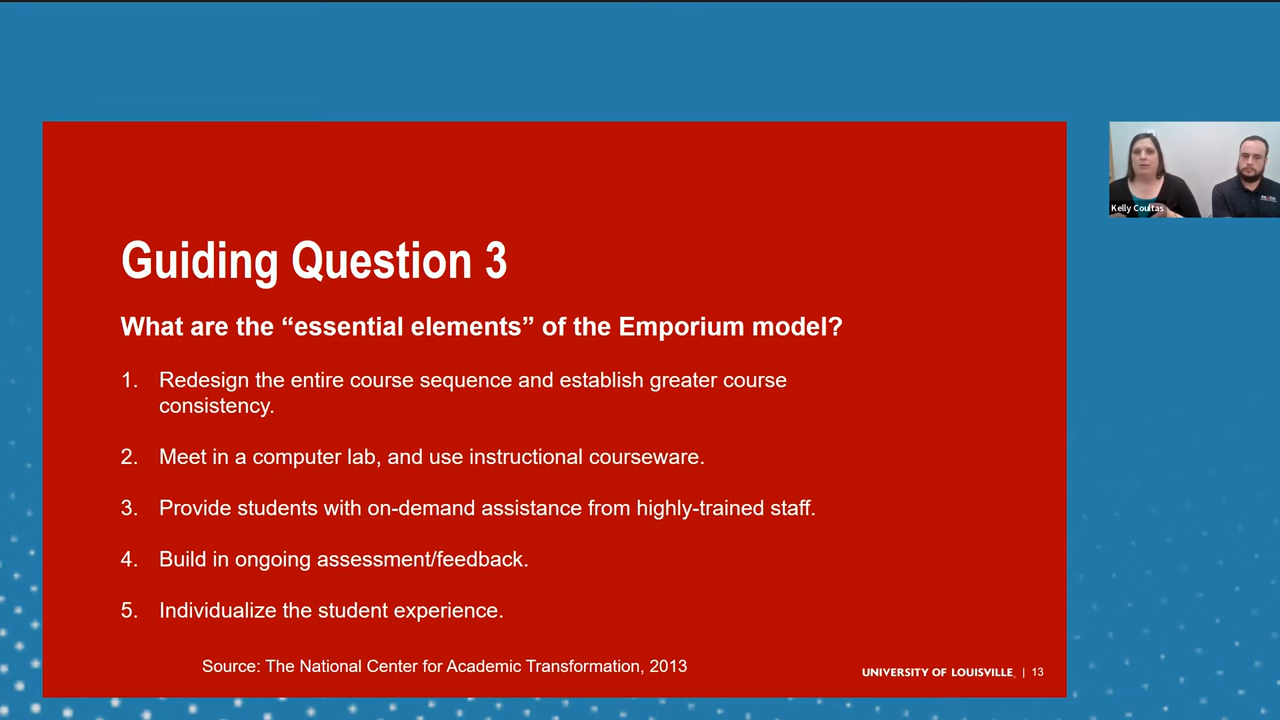 Guiding Question 3
What are the “essential elements” of the Emporium model?
1. Redesign the entire course sequence and establish greater course
consistency.
2. Meet in a computer lab, and use instructional courseware.
3. Provide students with on-demand assistance from highly-trained staff.
4. Build in ongoing assessment/feedback.
5. Individualize the student experience.
Source: The National Center for Academic Transformation, 2013
UNIVERSITY OF LOUISVILLE. | 13
Kelly Coultas